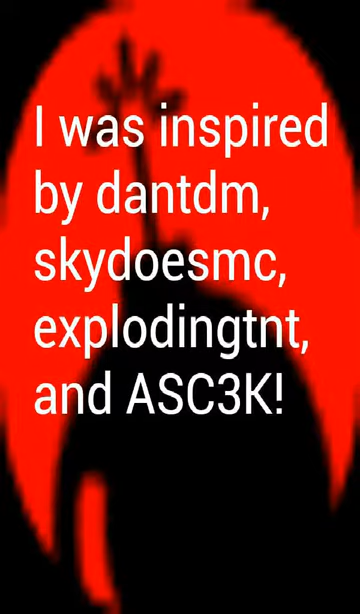 I was inspired
by dantdm,
skydoesmc,
explodingtnt,
and ASC3K!